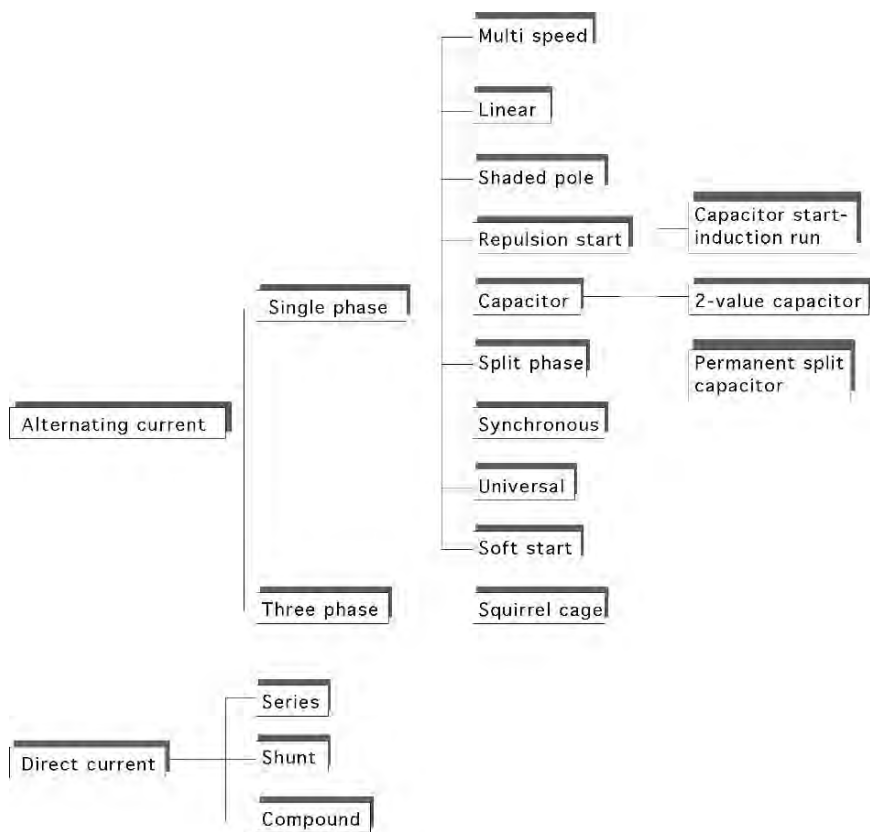 Multi speed
Linear
Shaded pole
Repulsion start
Capacitor start-
induction run
Single phase
Capacitor
2-value capacitor
Split phase
Permanent split
capacitor
Alternating current
Synchronous
Universal
Soft start
Three phase
Squirrel cage
Series
Direct current
Shunt
Compound